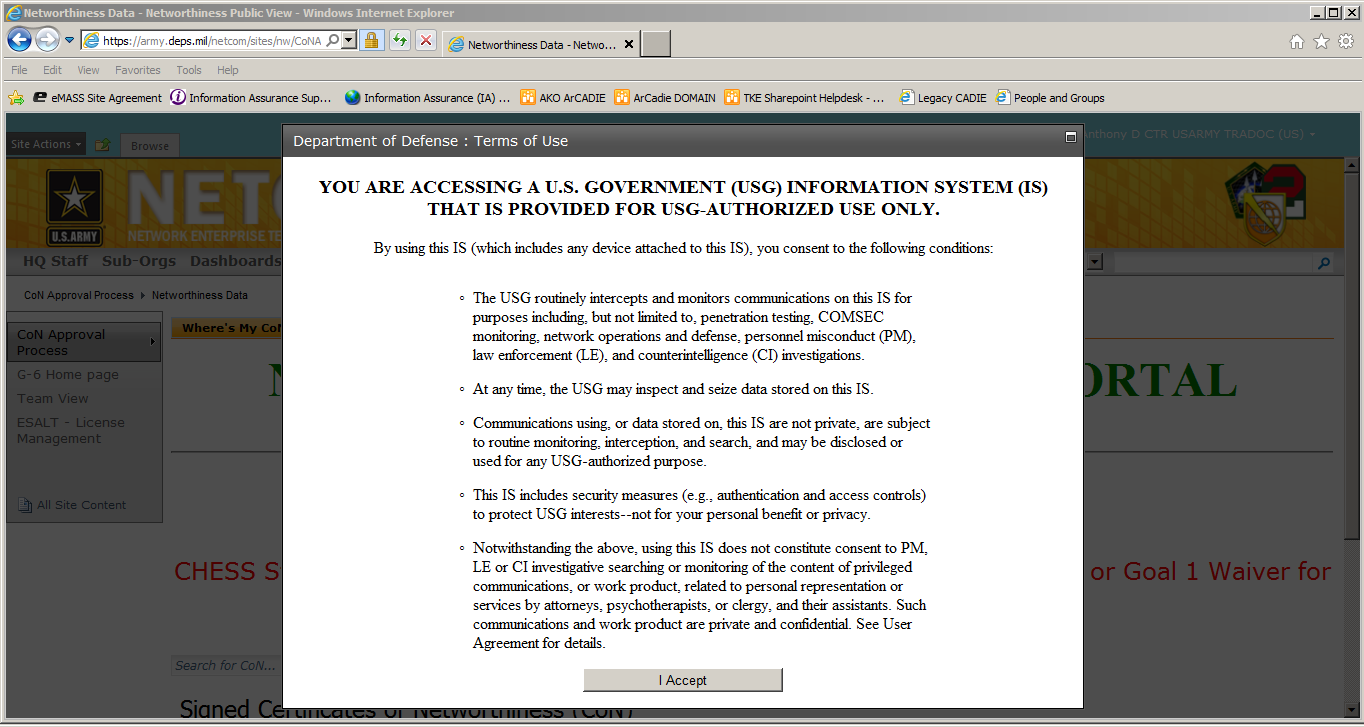 Networthiness Data - Networthiness Public View - Windows Internet Explorer
https://army.deps.mil/netcom/sites/nw/CoNA
Networthiness Data - Netwo...
File Edit View Favorites Tools Help
eMASS Site Agreement Information Assurance Sup... Information Assurance (IA) ... AKO ArCADIE ArCadie DOMAIN TKE Sharepoint Helpdesk - ... Legacy CADIE People and Groups
Site Actions Browse
nthony D CTR USARMY TRADOC (US)
Department of Defense : Terms of Use
YOU ARE ACCESSING A U.S. GOVERNMENT (USG) INFORMATION SYSTEM (IS)
THAT IS PROVIDED FOR USG-AUTHORIZED USE ONLY.
By using this IS (which includes any device attached to this IS), you consent to the following conditions:
The USG routinely intercepts and monitors communications on this IS for
purposes including, but not limited to, penetration testing, COMSEC
monitoring, network operations and defense, personnel misconduct (PM),
law enforcement (LE), and counterintelligence (CI) investigations.
At any time, the USG may inspect and seize data stored on this IS.
Communications using, or data stored on, this IS are not private, are subject
to routine monitoring, interception, and search, and may be disclosed or
used for any USG-authorized purpose.
This IS includes security measures (e.g., authentication and access controls)
to protect USG interests--not for your personal benefit or privacy.
Notwithstanding the above, using this IS does not constitute consent to PM,
LE or CI investigative searching or monitoring of the content of privileged
communications, or work product, related to personal representation or
services by attorneys, psychotherapists, or clergy, and their assistants. Such
communications and work product are private and confidential. See User
Agreement for details.
I Accept
U.S.ARMY
NETC
NETWORK ENTERPRISE TE
HQ Staff Sub-Orgs Dashboards
CoN Approval Process Networthiness Data
CoN Approval
Process
G-6 Home page
Team View
ESALT - License
Management
All Site Content
Where's My CoN
ORTAL
CHESS S
or Goal 1 Waiver for
Search for CoN...
Signed Certificates of Networthiness (CoN)